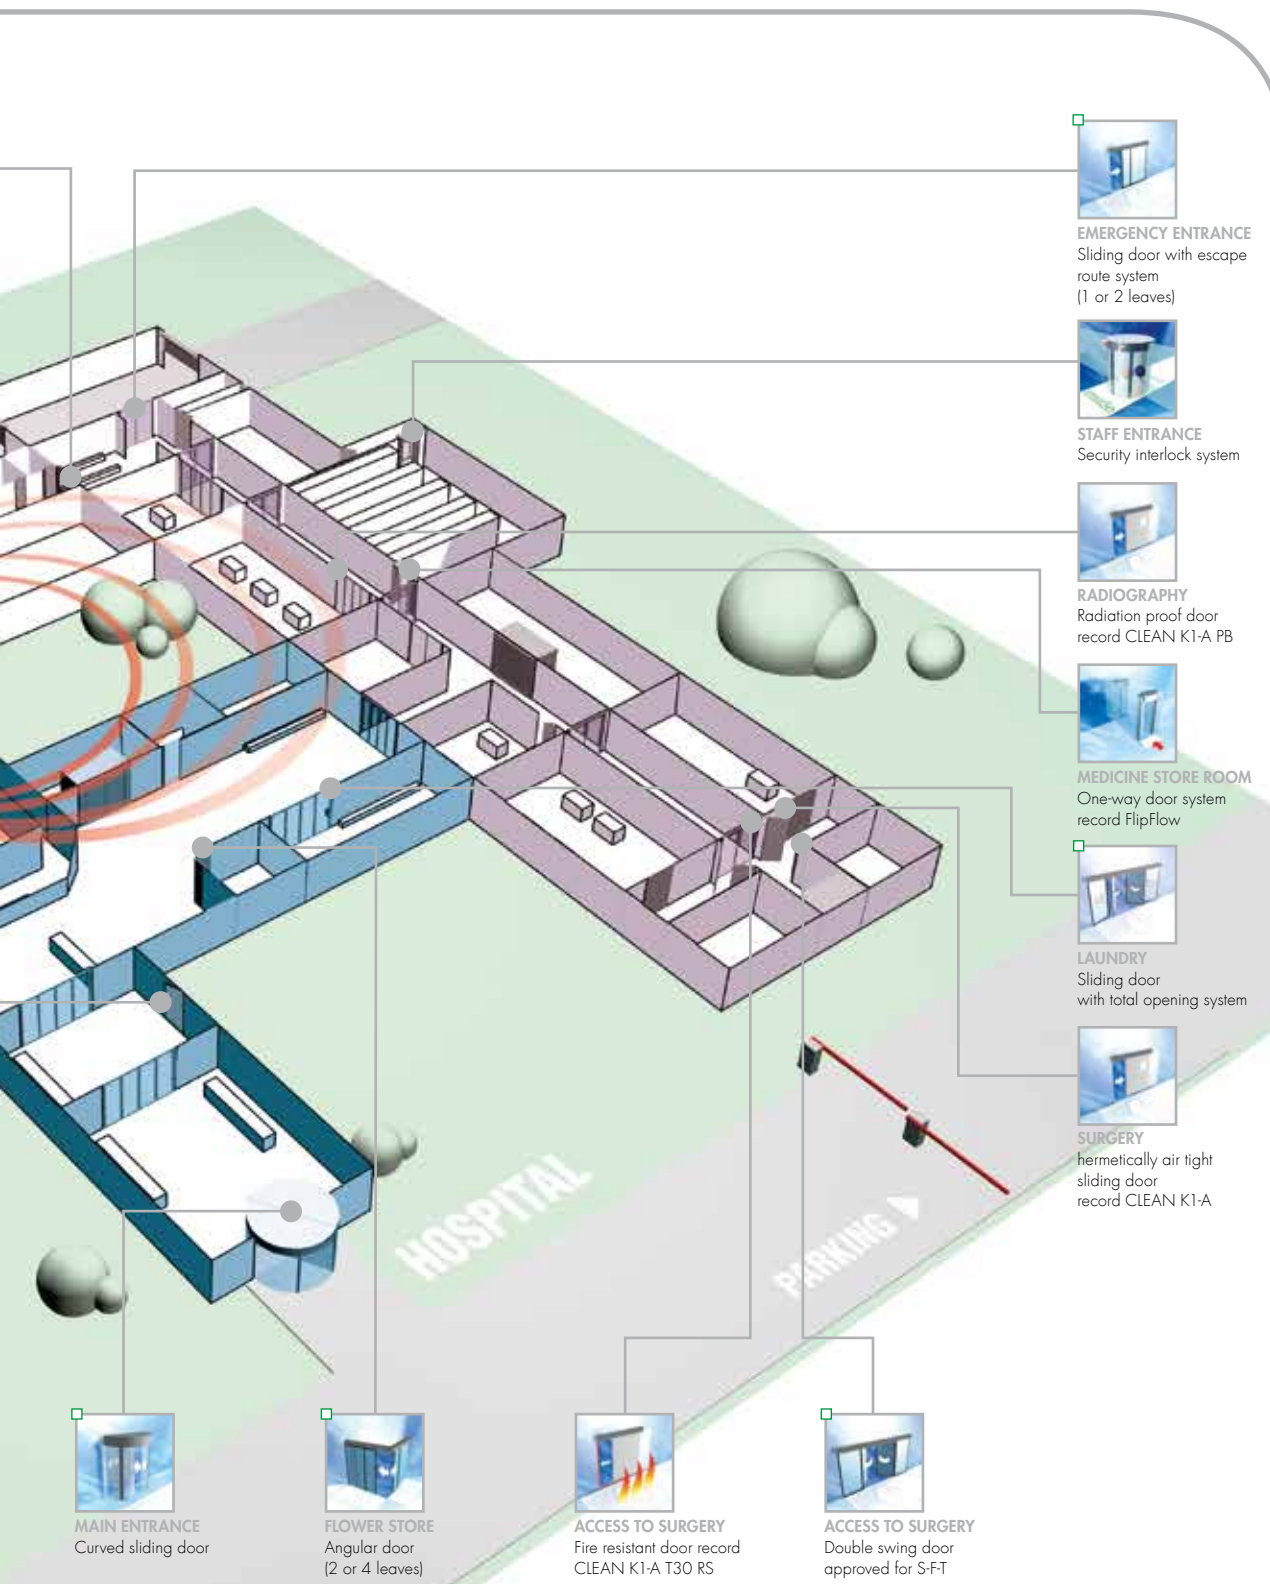 EMERGENCY ENTRANCE
Sliding door with escape
route system
(1 or 2 leaves)
STAFF ENTRANCE
Security interlock system
RADIOGRAPHY
Radiation proof door
record CLEAN K1-A PB
MEDICINE STORE ROOM
One-way door system
record FlipFlow
LAUNDRY
Sliding door
with total opening system
SURGERY
hermetically air tight
sliding door
record CLEAN K1-A
HOSPITAL
PARKING
MAIN ENTRANCE
Curved sliding door
FLOWER STORE
Angular door
(2 or 4 leaves)
ACCESS TO SURGERY
Fire resistant door record
CLEAN K1-A T30 RS
ACCESS TO SURGERY
Double swing door
approved for S-F-T